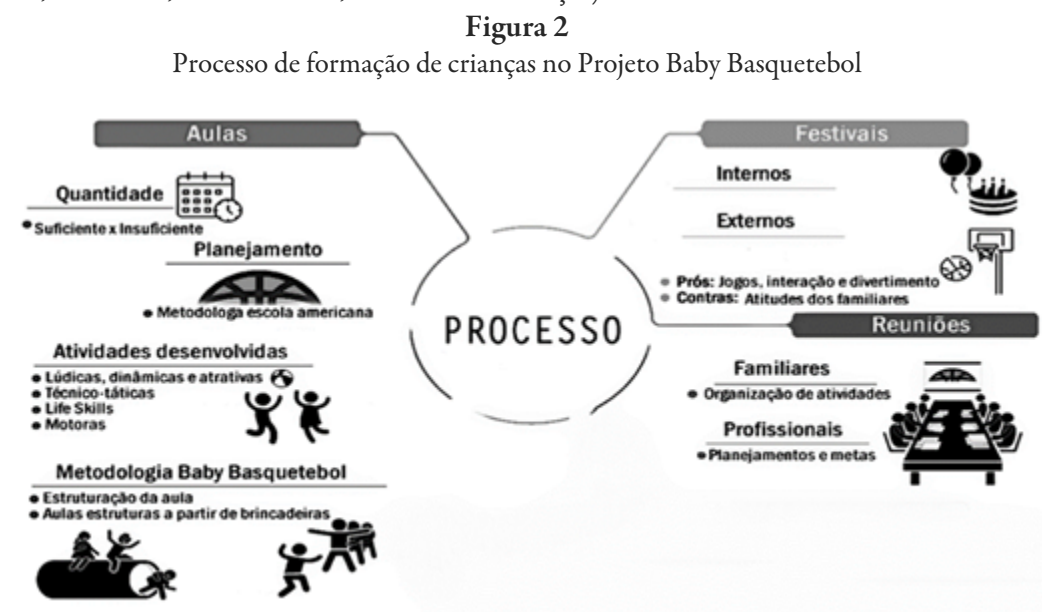 Figura 2
Processo de formação de crianças no Projeto Baby Basquetebol
Aulas
Quantidade
Suficiente x Insuficiente
Planejamento
Metodologa escola americana
Atividades desenvolvidas
Lúdicas, dinâmicas e atrativas
Técnico-táticas
Life Skills
Motoras
Metodologia Baby Basquetebol
Estruturação da aula
Aulas estruturas a partir de brincadeiras
PROCESSO
Festivais
Internos
Externos
Prós: Jogos, interação e divertimento
Contras: Atitudes dos familiares
Reuniões
Familiares
Organização de atividades
Profissionais
Planejamentos e metas